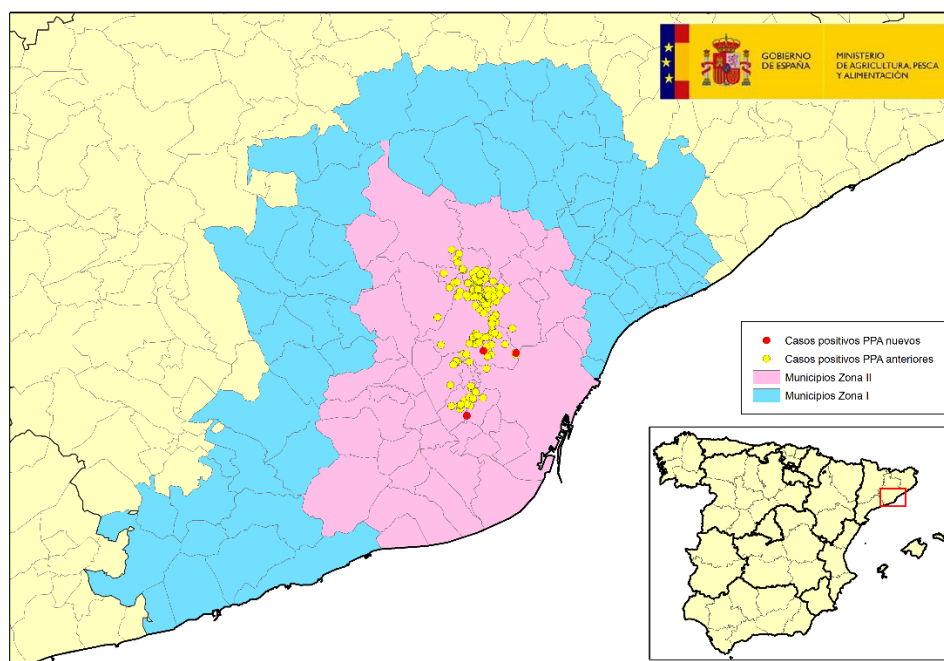 GOBIERNO
DE ESPAÑA
MINISTERIO
DE AGRICULTURA, PESCA
Y ALIMENTACIÓN
Casos positivos PPA nuevos
Casos positivos PPA anteriores
Municipios Zona II
Municipios Zona I